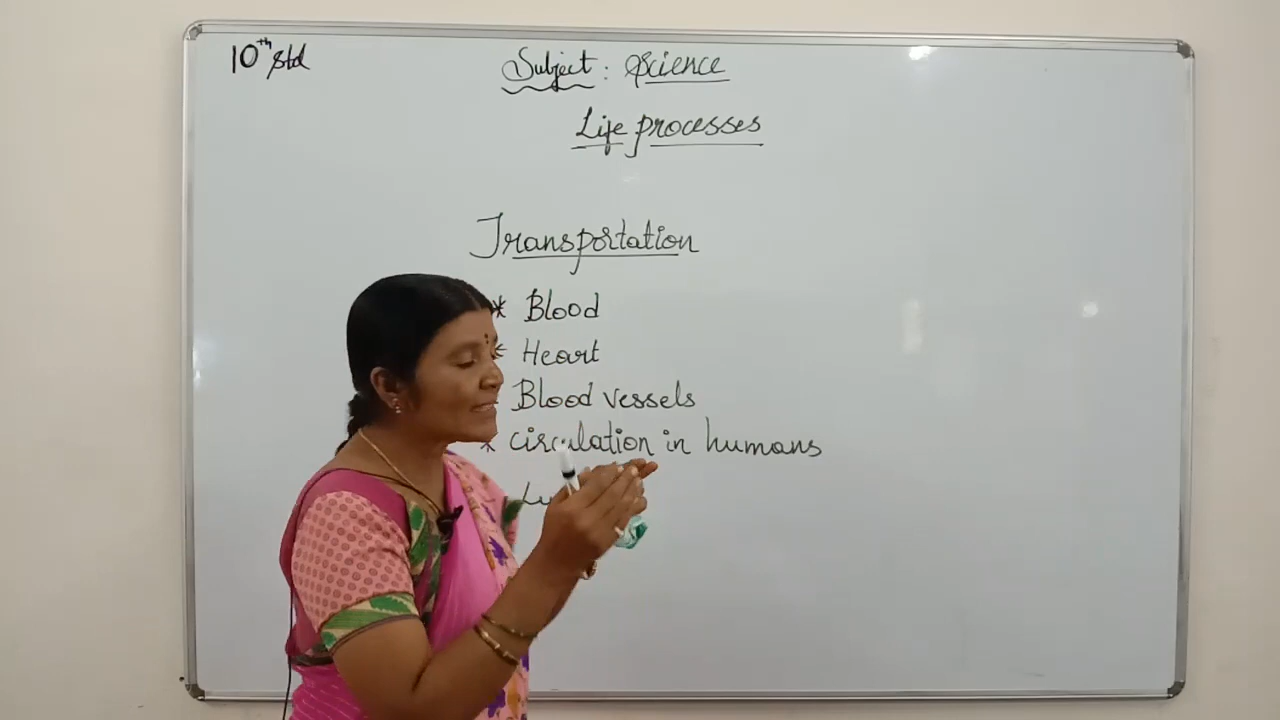 10th std
Subject: Science
Life processes
Transportation
* Blood
* Heart
Blood vessels
* circulation in humans